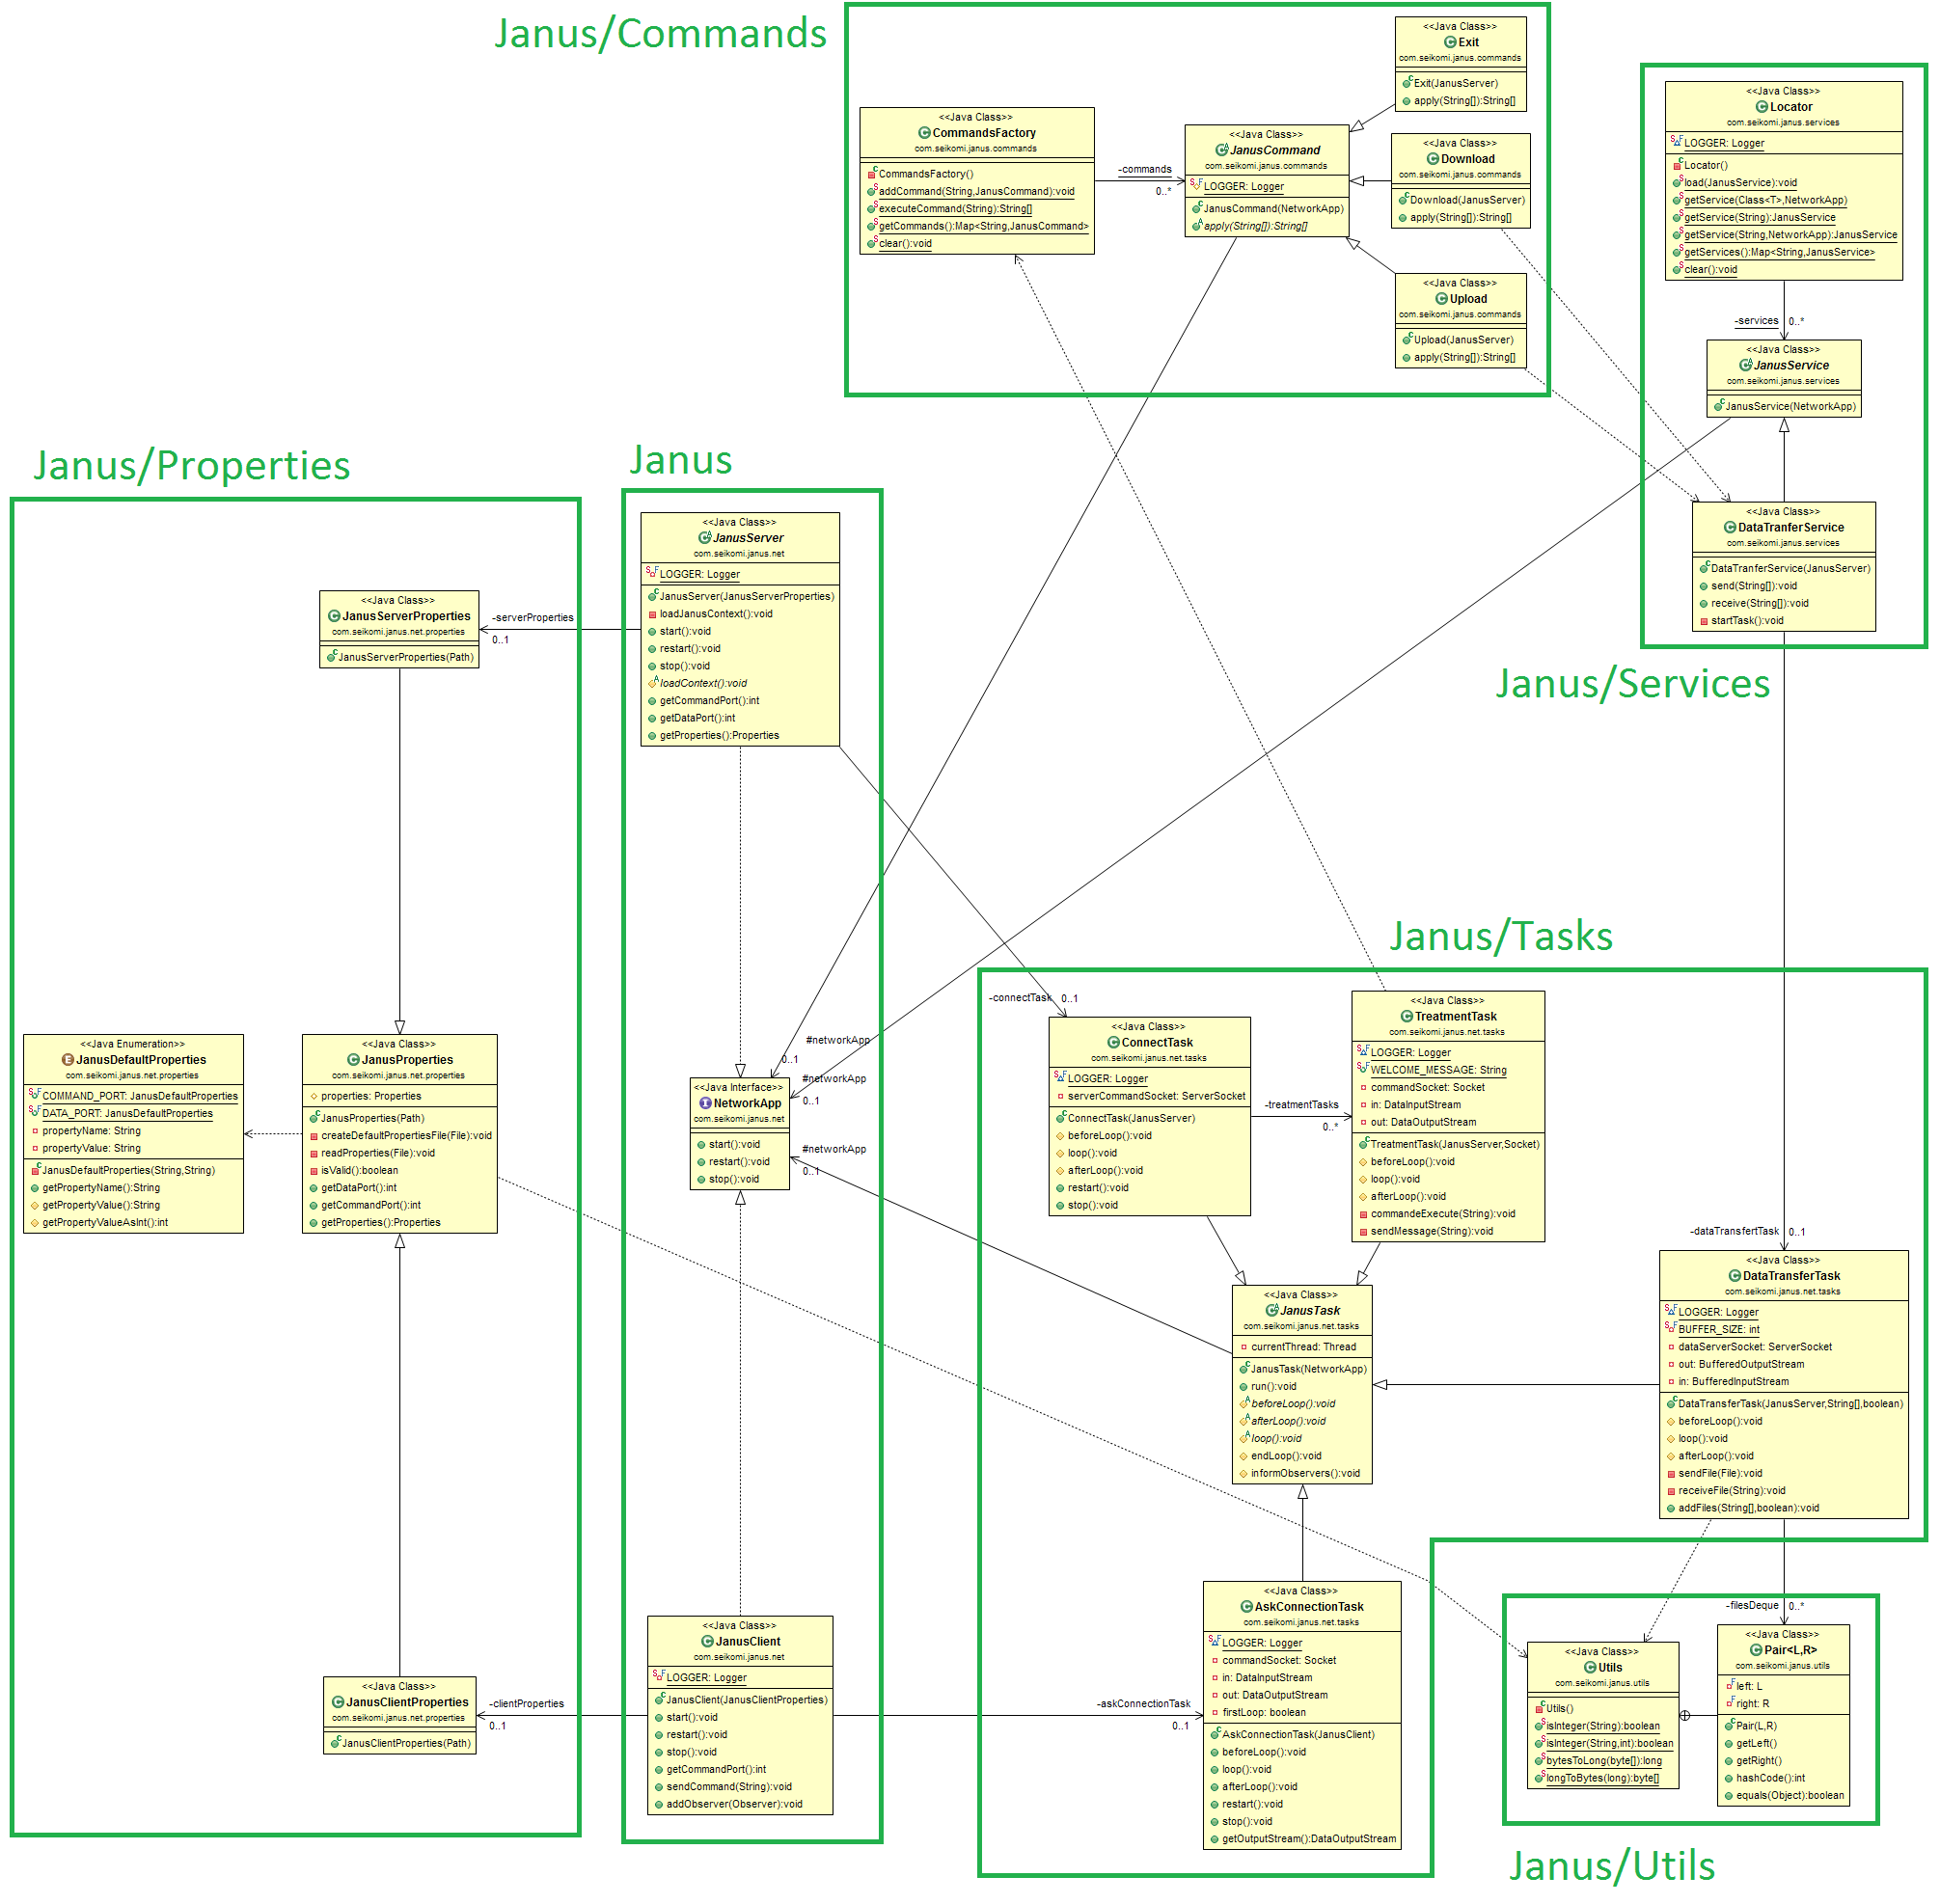 Janus/Commands
<<Java Class>>
CommandsFactory
com.seikomi.janus.commands
CommandsFactory()
addCommand(String,JanusCommand):void
executeCommand(String):String[]
getCommands():Map<String,JanusCommand>
clear():void
-commands
0..*
<<Java Class>>
JanusCommand
com.seikomi.janus.commands
LOGGER: Logger
JanusCommand(NetworkApp)
apply(String[]):String[]
<<Java Class>>
Exit
com.seikomi.janus.commands
Exit(JanusServer)
apply(String[]):String[]
<<Java Class>>
Download
com.seikomi.janus.commands
Download(JanusServer)
apply(String[]):String[]
<<Java Class>>
Upload
com.seikomi.janus.commands
Upload(JanusServer)
apply(String[]):String[]
<<Java Class>>
Locator
com.seikomi.janus.services
LOGGER: Logger
Locator()
load(JanusService):void
getService(Class<T>,NetworkApp)
getService(String):JanusService
getService(String,NetworkApp):JanusService
getServices():Map<String,JanusService>
clear():void
-services
0..*
<<Java Class>>
JanusService
com.seikomi.janus.services
JanusService(NetworkApp)
<<Java Class>>
DataTranferService
com.seikomi.janus.services
DataTranferService(JanusServer)
send(String[]):void
receive(String[]):void
startTask():void
Janus/Services
Janus/Properties
<<Java Class>>
JanusServerProperties
com.seikomi.janus.net.properties
JanusServerProperties(Path)
-serverProperties
0..1
<<Java Enumeration>>
JanusDefaultProperties
com.seikomi.janus.net.properties
COMMAND_PORT: JanusDefaultProperties
DATA_PORT: JanusDefaultProperties
propertyName: String
propertyValue: String
JanusDefaultProperties(String,String)
getPropertyName():String
getPropertyValue():String
getPropertyValueAsInt():int
<<Java Class>>
JanusProperties
com.seikomi.janus.net.properties
properties: Properties
JanusProperties(Path)
createDefaultPropertiesFile(File):void
readProperties(File):void
isValid():boolean
getDataPort():int
getCommandPort():int
getProperties():Properties
<<Java Class>>
JanusClientProperties
com.seikomi.janus.net.properties
JanusClientProperties(Path)
-clientProperties
0..1
Janus
<<Java Class>>
JanusServer
com.seikomi.janus.net
LOGGER: Logger
JanusServer(JanusServerProperties)
loadJanusContext():void
start():void
restart():void
stop():void
loadContext():void
getCommandPort():int
getDataPort():int
getProperties():Properties
<<Java Interface>>
NetworkApp
com.seikomi.janus.net
start():void
restart():void
stop():void
#networkApp
0..1
#networkApp
0..1
#networkApp
0..1
<<Java Class>>
JanusClient
com.seikomi.janus.net
LOGGER: Logger
JanusClient(JanusClientProperties)
start():void
restart():void
stop():void
getCommandPort():int
sendCommand(String):void
addObserver(Observer):void
Janus/Tasks
-connectTask
0..1
<<Java Class>>
ConnectTask
com.seikomi.janus.net.tasks
LOGGER: Logger
serverCommandSocket: ServerSocket
ConnectTask(JanusServer)
beforeLoop():void
loop():void
afterLoop():void
restart():void
stop():void
-treatmentTasks
0..*
<<Java Class>>
TreatmentTask
com.seikomi.janus.net.tasks
LOGGER: Logger
WELCOME_MESSAGE: String
commandSocket: Socket
in: DataInputStream
out: DataOutputStream
TreatmentTask(JanusServer,Socket)
beforeLoop():void
loop():void
afterLoop():void
commandeExecute(String):void
sendMessage(String):void
<<Java Class>>
JanusTask
com.seikomi.janus.net.tasks
currentThread: Thread
JanusTask(NetworkApp)
run():void
beforeLoop():void
afterLoop():void
loop():void
endLoop():void
informObservers():void
-dataTransfertTask
0..1
<<Java Class>>
DataTransferTask
com.seikomi.janus.net.tasks
LOGGER: Logger
BUFFER_SIZE: int
dataServerSocket: ServerSocket
out: BufferedOutputStream
in: BufferedInputStream
DataTransferTask(JanusServer,String[],boolean)
beforeLoop():void
loop():void
afterLoop():void
sendFile(File):void
receiveFile(String):void
addFiles(String[],boolean):void
-askConnectionTask
0..1
<<Java Class>>
AskConnectionTask
com.seikomi.janus.net.tasks
LOGGER: Logger
commandSocket: Socket
in: DataInputStream
out: DataOutputStream
firstLoop: boolean
AskConnectionTask(JanusClient)
beforeLoop():void
loop():void
afterLoop():void
restart():void
stop():void
getOutputStream():DataOutputStream
-filesDeque
0..*
<<Java Class>>
Utils
com.seikomi.janus.utils
Utils()
isInteger(String):boolean
isInteger(String,int):boolean
bytesToLong(byte[]):long
longToBytes(long):byte[]
<<Java Class>>
Pair<L,R>
com.seikomi.janus.utils
left: L
right: R
Pair(L,R)
getLeft()
getRight()
hashCode():int
equals(Object):boolean
Janus/Utils